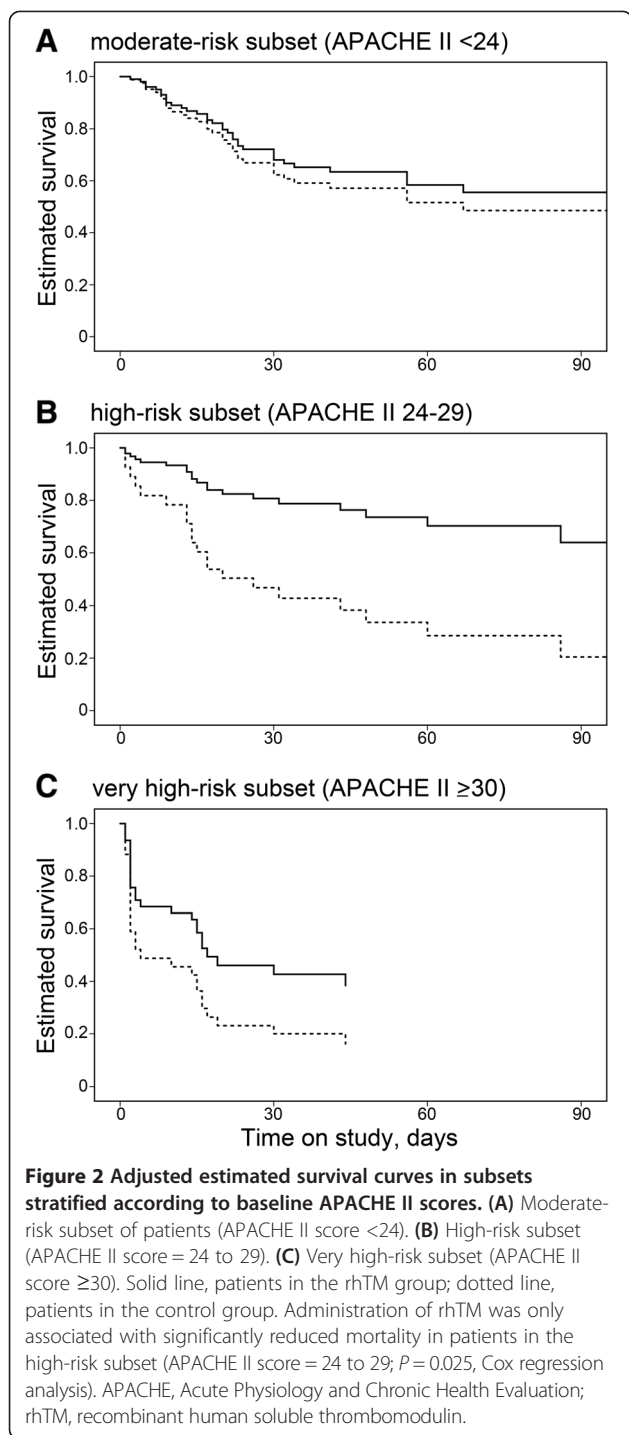 A moderate-risk subset (APACHE II <24)
1.0
0.8
0.6
0.4
0.2
0
Estimated survival
0 30 60 90
B high-risk subset (APACHE II 24-29)
1.0
0.8
0.6
0.4
0.2
0
Estimated survival
0 30 60 90
C very high-risk subset (APACHE II ≥30)
1.0
0.8
0.6
0.4
0.2
0
Estimated survival
0 30 60 90
Time on study, days
Figure 2 Adjusted estimated survival curves in subsets
stratified according to baseline APACHE II scores. (A) Moderate-
risk subset of patients (APACHE II score <24). (B) High-risk subset
(APACHE II score = 24 to 29). (C) Very high-risk subset (APACHE II
score ≥30). Solid line, patients in the rhTM group; dotted line,
patients in the control group. Administration of rhTM was only
associated with significantly reduced mortality in patients in the
high-risk subset (APACHE II score = 24 to 29; P = 0.025, Cox regression
analysis). APACHE, Acute Physiology and Chronic Health Evaluation;
rhTM, recombinant human soluble thrombomodulin.